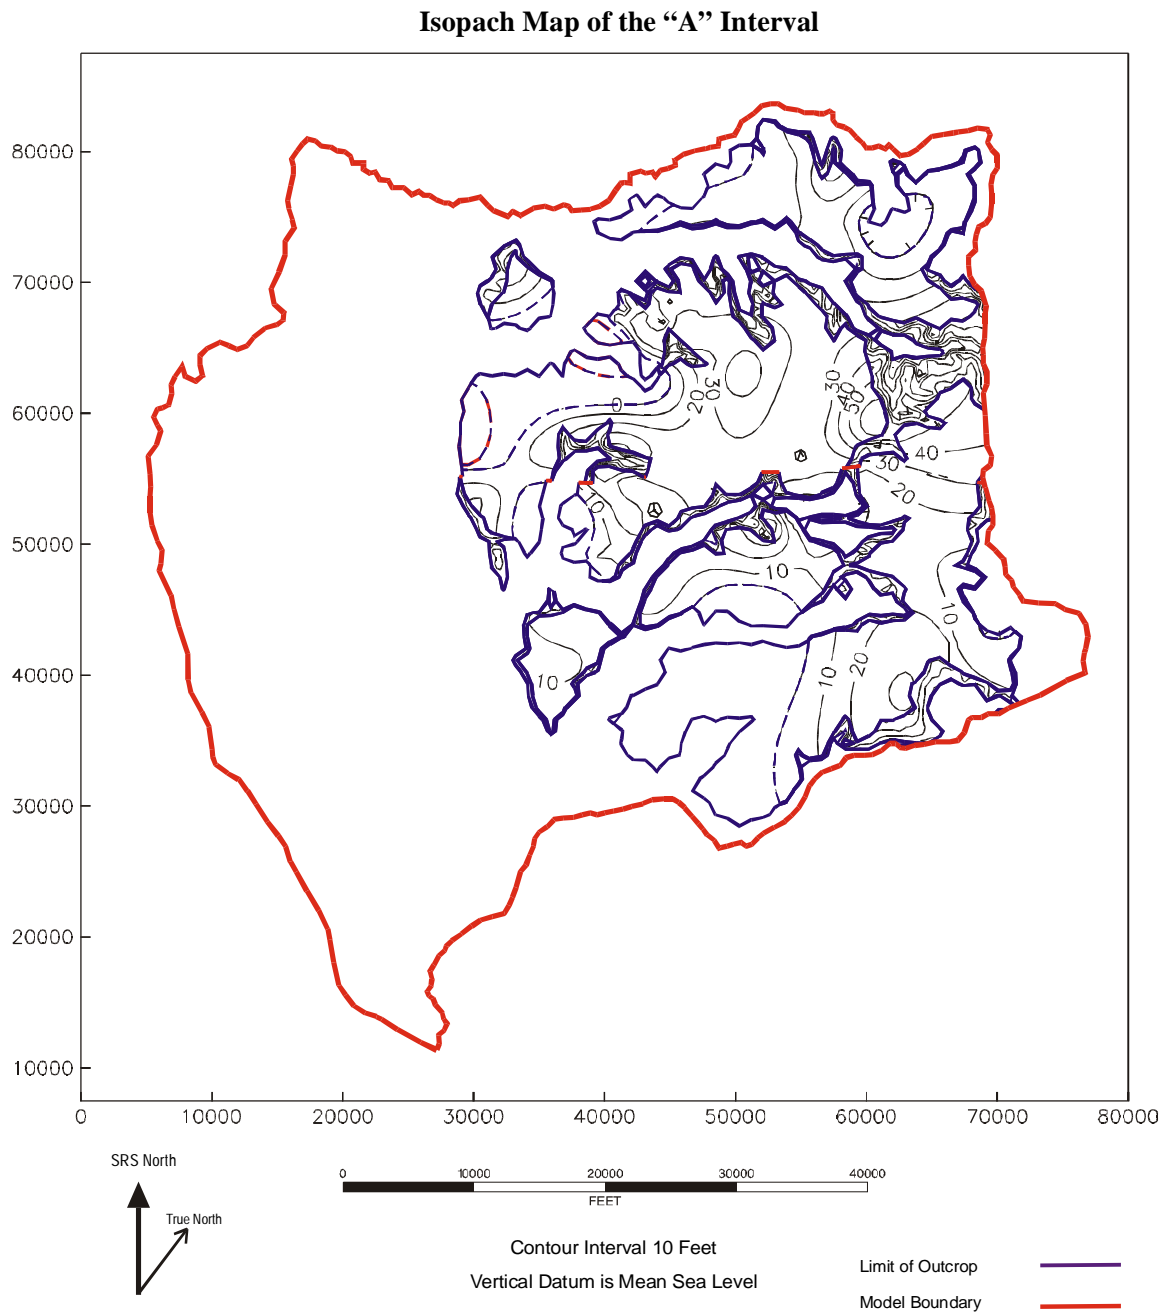 Isopach Map of the “A” Interval
80000
70000
60000
50000
40000
30000
20000
10000
0 10000 20000 30000 40000 50000 60000 70000 80000
30
20
0
30
40
50
40
30
20
10
10
10
10
10
20
SRS North
True North
0 10000 20000 30000 40000
FEET
Contour Interval 10 Feet
Vertical Datum is Mean Sea Level
Limit of Outcrop
Model Boundary